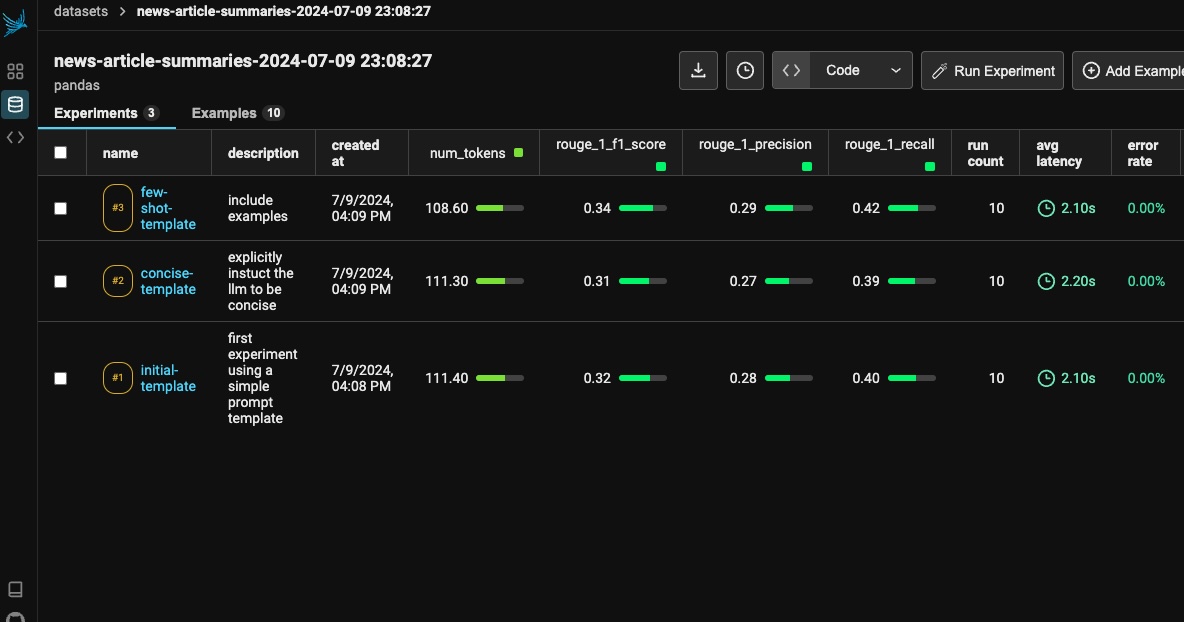 datasets > news-article-summaries-2024-07-09 23:08:27
news-article-summaries-2024-07-09 23:08:27
pandas
Code
Run Experiment
Add Example
Experiments 3
Examples 10
name
description
created
at
num_tokens
rouge_1_f1_score
rouge_1_precision
rouge_1_recall
run
count
avg
latency
error
rate
#3
few-
shot-
template
include
examples
7/9/2024,
04:09 PM
108.60
0.34
0.29
0.42
10
2.10s
0.00%
#2
concise-
template
explicitly
instuct the
llm to be
concise
7/9/2024,
04:09 PM
111.30
0.31
0.27
0.39
10
2.20s
0.00%
#1
initial-
template
first
experiment
using a
simple
prompt
template
7/9/2024,
04:08 PM
111.40
0.32
0.28
0.40
10
2.10s
0.00%